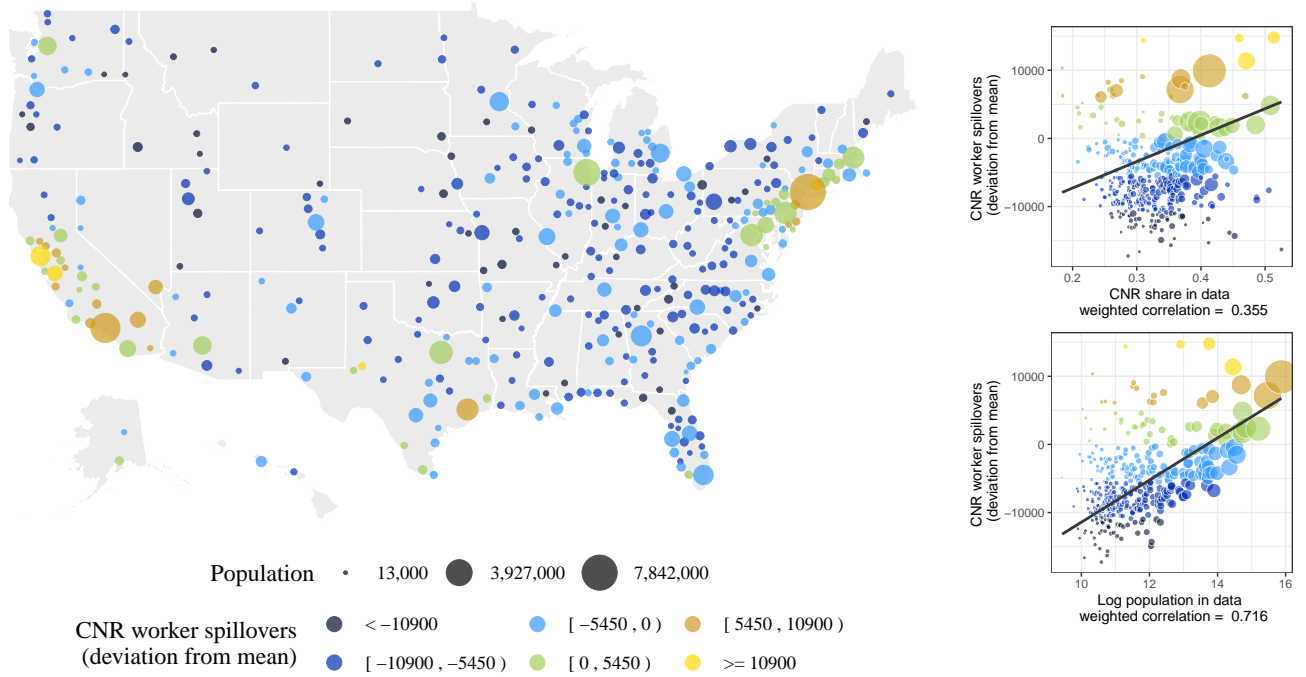 CNR worker spillovers
(deviation from mean)
10000
0
−10000
0.2 0.3 0.4 0.5
CNR share in data
weighted correlation = 0.355
CNR worker spillovers
(deviation from mean)
10000
0
−10000
10 12 14 16
Log population in data
weighted correlation = 0.716
Population 13,000 3,927,000 7,842,000
CNR worker spillovers
(deviation from mean)
< −10900 [ −5450 , 0 ) [ 5450 , 10900 )
[ −10900 , −5450 ) [ 0 , 5450 ) >= 10900